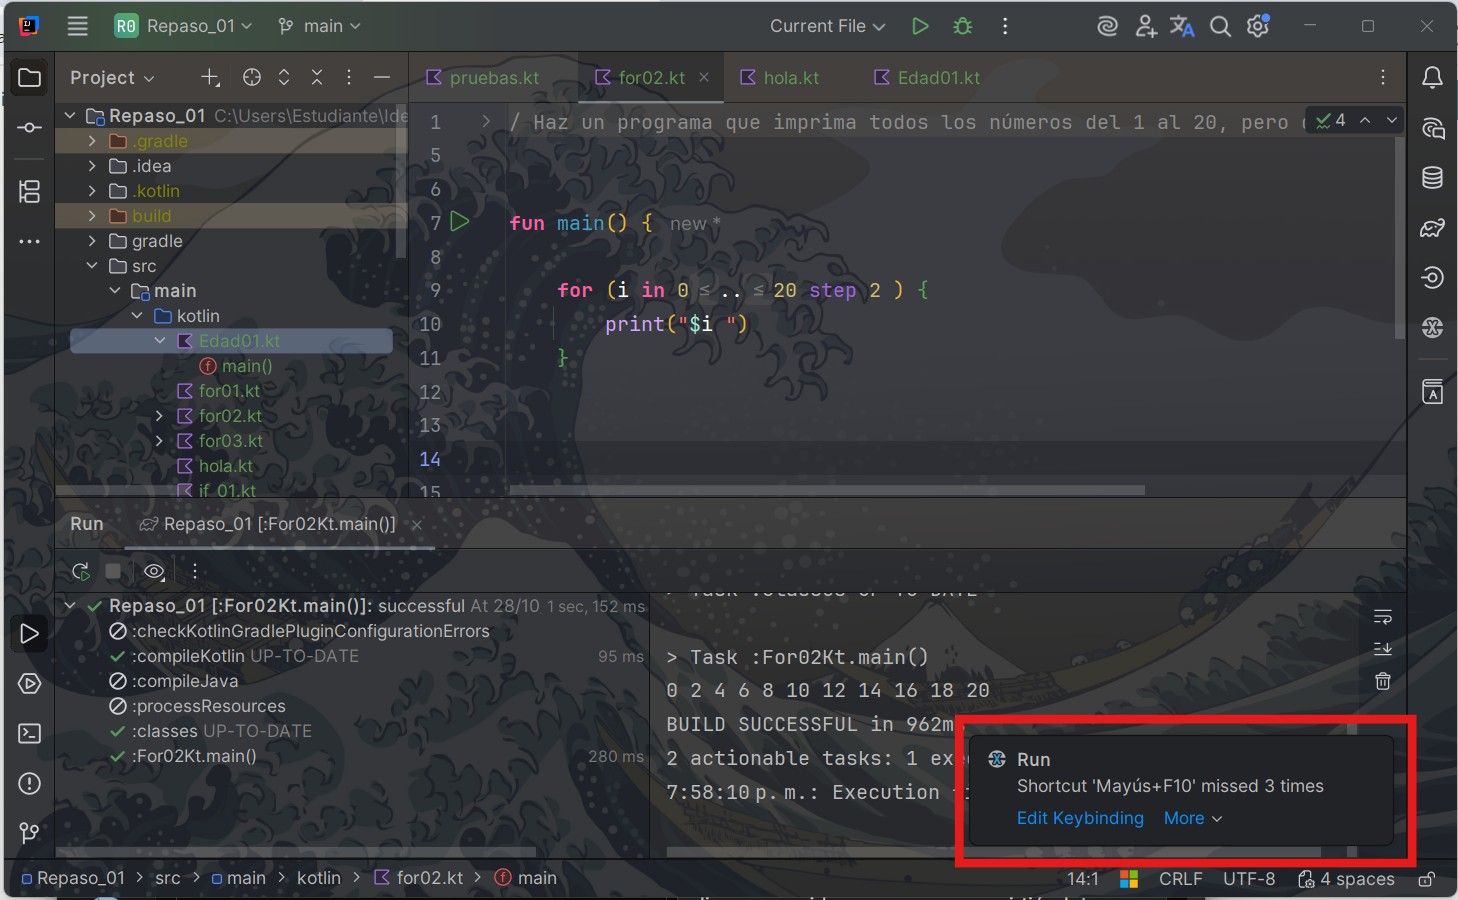 R0 Repaso_01 main Current File
Project
pruebas.kt for02.kt hola.kt Edad01.kt
Repaso_01 C:\Users\Estudiante\Ide
.gradle
.idea
.kotlin
build
gradle
src
main
kotlin
Edad01.kt
main()
for01.kt
for02.kt
for03.kt
hola.kt
if_01.kt
1 / Haz un programa que imprima todos los números del 1 al 20, pero
4
5
6
7 fun main() { new *
8
9 for (i in 0 ≤ .. ≤ 20 step 2 ) {
10 print("$i ")
11 }
12
13
14
15
Run Repaso_01 [:For02Kt.main()]
Repaso_01 [:For02Kt.main()]: successful At 28/10 1 sec, 152 ms
:checkKotlinGradlePluginConfigurationErrors
:compileKotlin UP-TO-DATE 95 ms
:compileJava
:processResources
:classes UP-TO-DATE
:For02Kt.main() 280 ms
> Task :classes UP-TO-DATE
> Task :For02Kt.main()
0 2 4 6 8 10 12 14 16 18 20
BUILD SUCCESSFUL in 962m
2 actionable tasks: 1 exe
7:58:10 p. m.: Execution
Run
Shortcut 'Mayús+F10' missed 3 times
Edit Keybinding More
Repaso_01 > src > main > kotlin > for02.kt > main
14:1 CRLF UTF-8 4 spaces